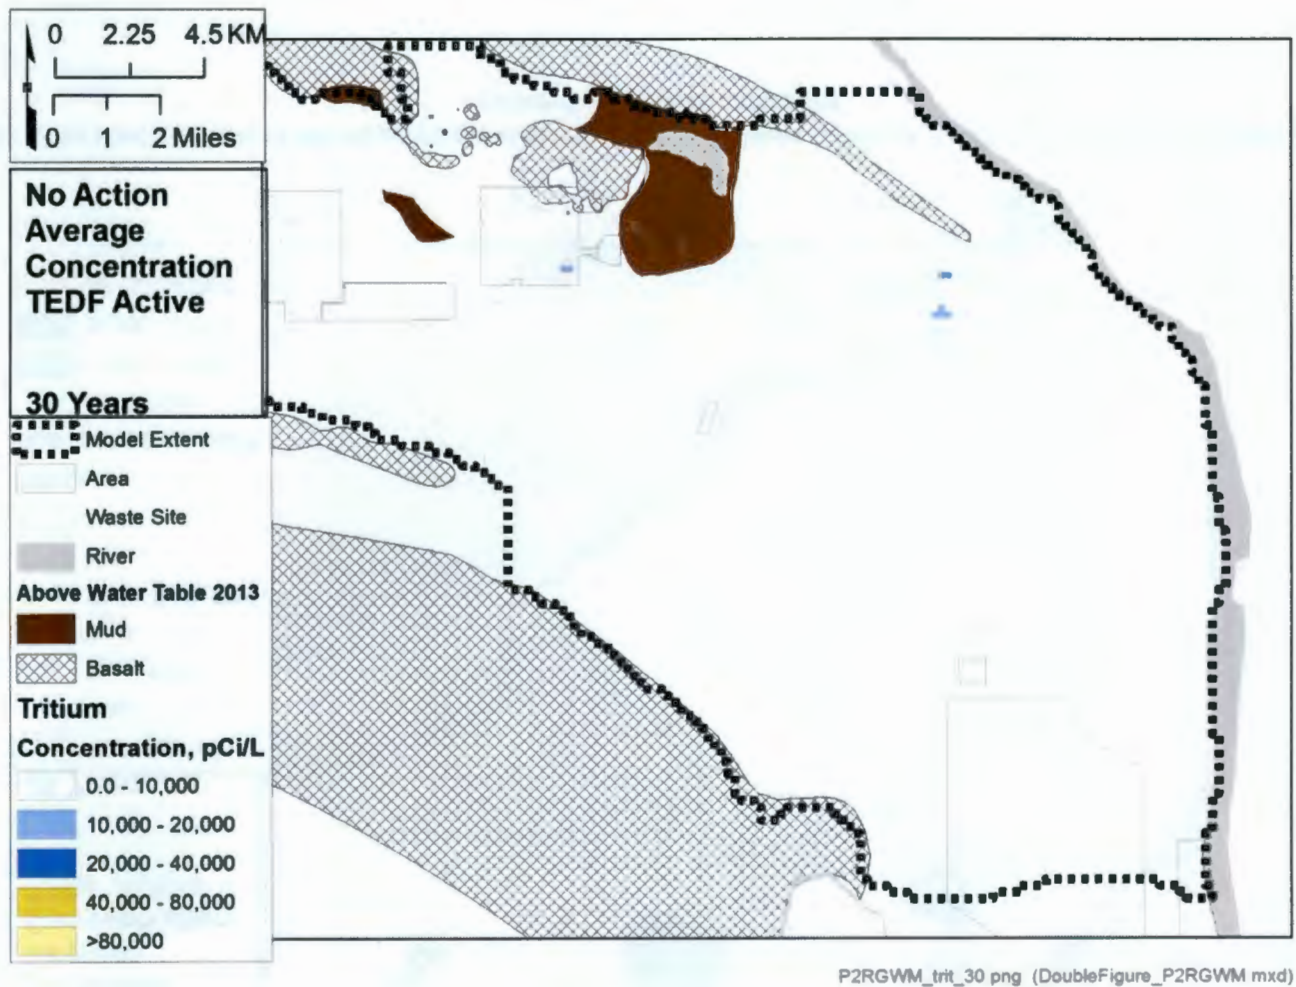 0 2.25 4.5 KM
0 1 2 Miles
No Action
Average
Concentration
TEDF Active
30 Years
Model Extent
Area
Waste Site
River
Above Water Table 2013
Mud
Basalt
Tritium
Concentration, pCi/L
0.0 - 10,000
10,000 - 20,000
20,000 - 40,000
40,000 - 80,000
>80,000
P2RGWM_trit_30 png (DoubleFigure_P2RGWM mxd)